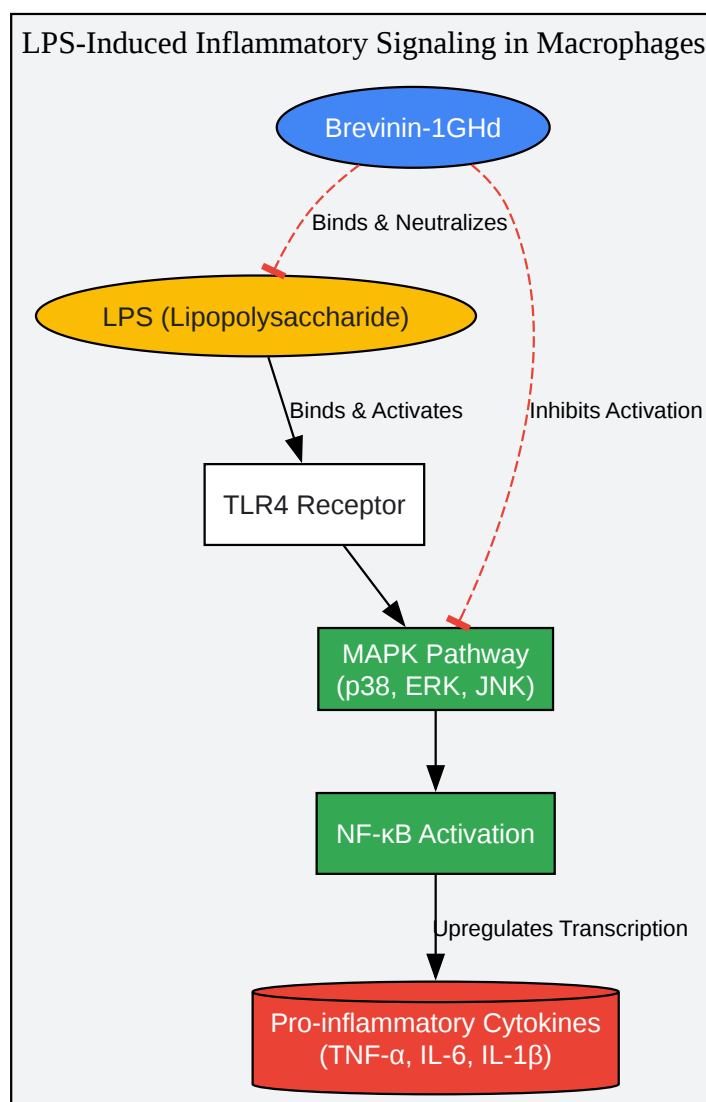 LPS-Induced Inflammatory Signaling in Macrophages
Brevinin-1GHd
Binds & Neutralizes
LPS (Lipopolysaccharide)
Binds & Activates
Inhibits Activation
TLR4 Receptor
MAPK Pathway
(p38, ERK, JNK)
NF-κB Activation
Upregulates Transcription
Pro-inflammatory Cytokines
(TNF-α, IL-6, IL-1β)